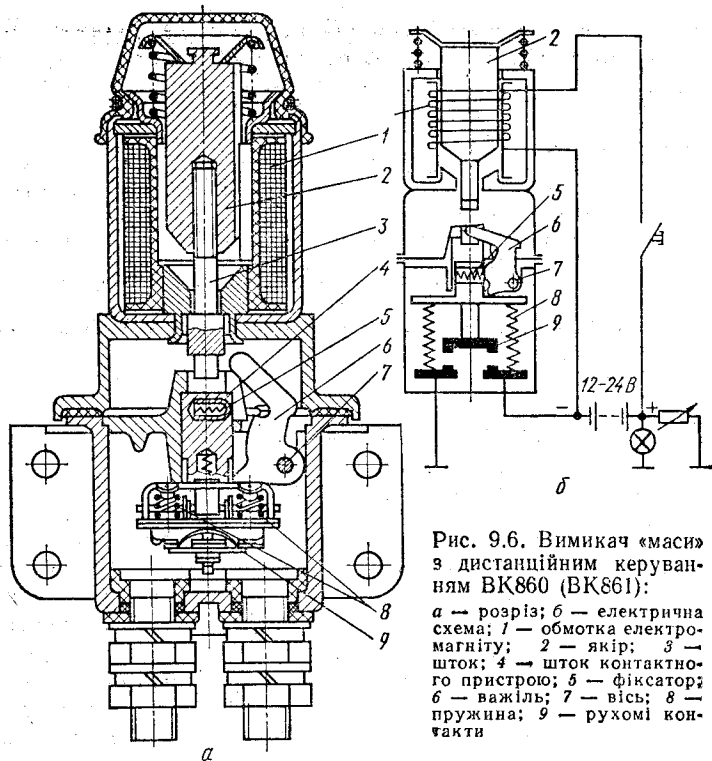 1
2
3
4
5
6
7
8
9
а
2
1
5
6
7
8
9
12-24В
− +
б
Рис. 9.6. Вимикач «маси»
з дистанційним керуван-
ням ВК860 (ВК861):
а — розріз; б — електрична
схема; 1 — обмотка електро-
магніту; 2 — якір; 3 —
шток; 4 — шток контактно-
го пристрою; 5 — фіксатор;
6 — важіль; 7 — вісь; 8 —
пружина; 9 — рухомі кон-
такти